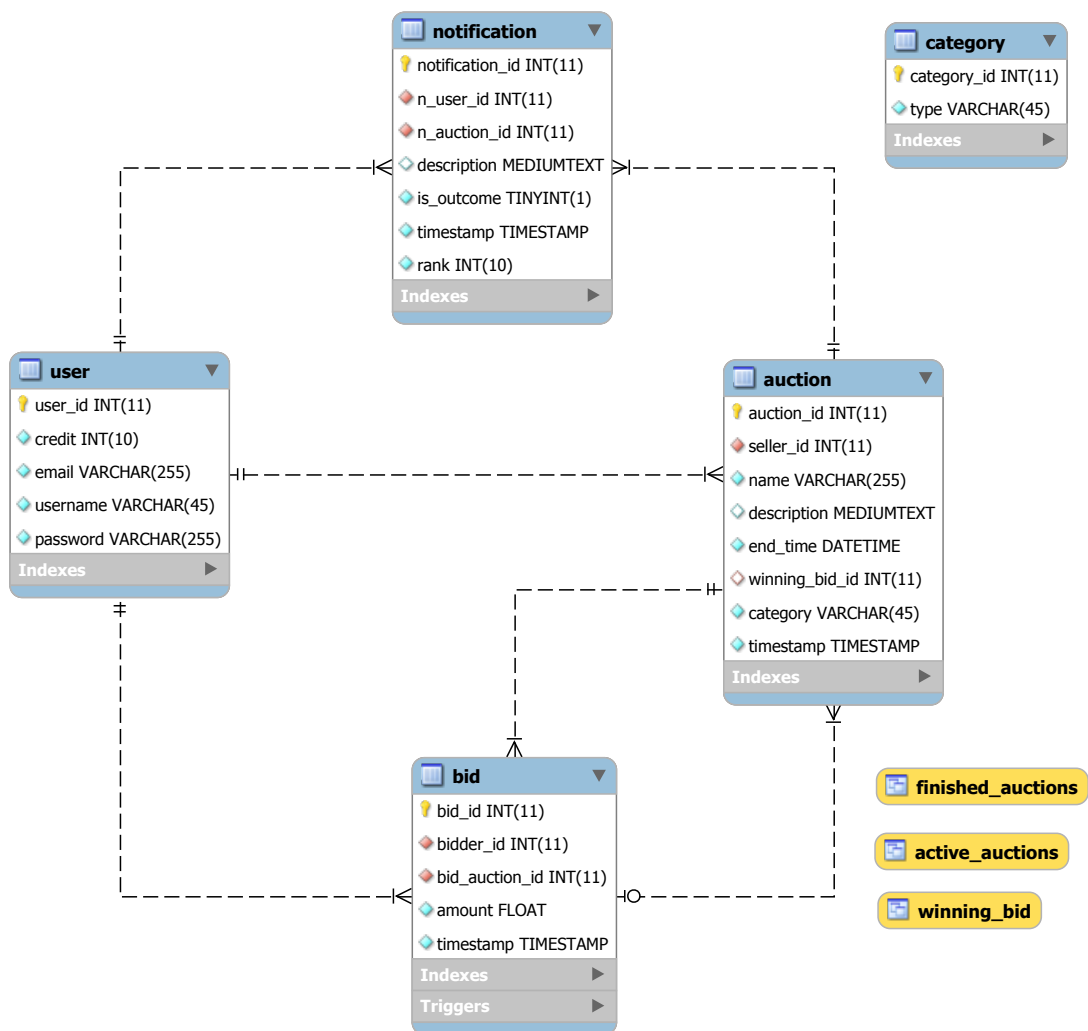 notification
notification_id INT(11)
n_user_id INT(11)
n_auction_id INT(11)
description MEDIUMTEXT
is_outcome TINYINT(1)
timestamp TIMESTAMP
rank INT(10)
Indexes
category
category_id INT(11)
type VARCHAR(45)
Indexes
user
user_id INT(11)
credit INT(10)
email VARCHAR(255)
username VARCHAR(45)
password VARCHAR(255)
Indexes
auction
auction_id INT(11)
seller_id INT(11)
name VARCHAR(255)
description MEDIUMTEXT
end_time DATETIME
winning_bid_id INT(11)
category VARCHAR(45)
timestamp TIMESTAMP
Indexes
bid
bid_id INT(11)
bidder_id INT(11)
bid_auction_id INT(11)
amount FLOAT
timestamp TIMESTAMP
Indexes
Triggers
finished_auctions
active_auctions
winning_bid